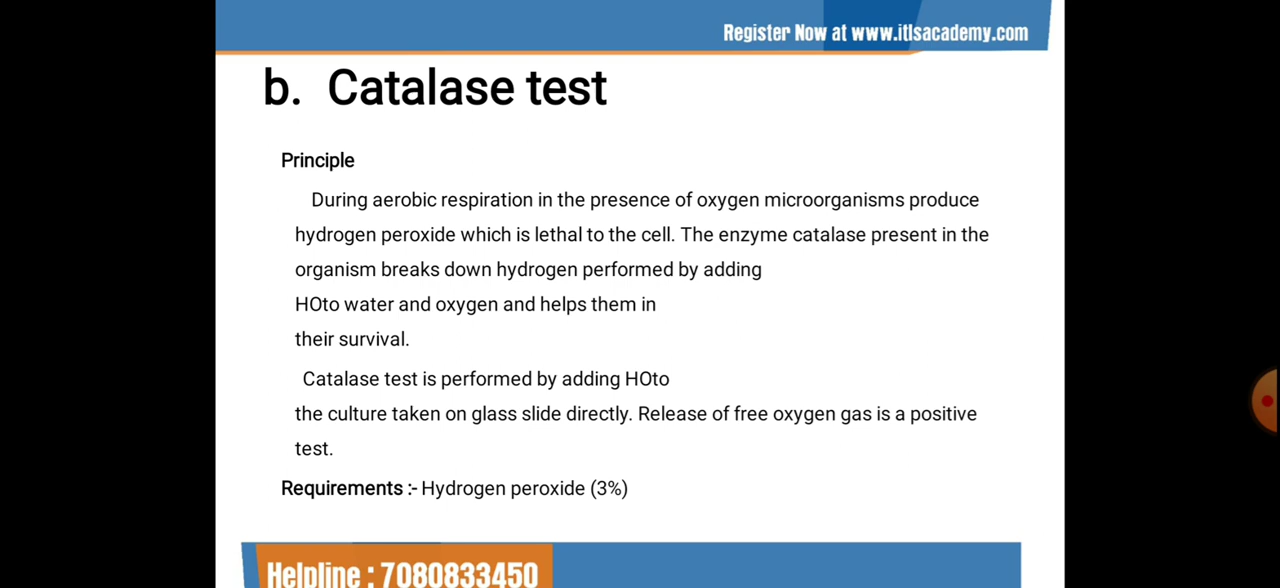 Register Now at www.itlsacademy.com
b. Catalase test
Principle
During aerobic respiration in the presence of oxygen microorganisms produce
hydrogen peroxide which is lethal to the cell. The enzyme catalase present in the
organism breaks down hydrogen performed by adding
HOto water and oxygen and helps them in
their survival.
Catalase test is performed by adding HOto
the culture taken on glass slide directly. Release of free oxygen gas is a positive
test.
Requirements :- Hydrogen peroxide (3%)
Helpline : 7080833450